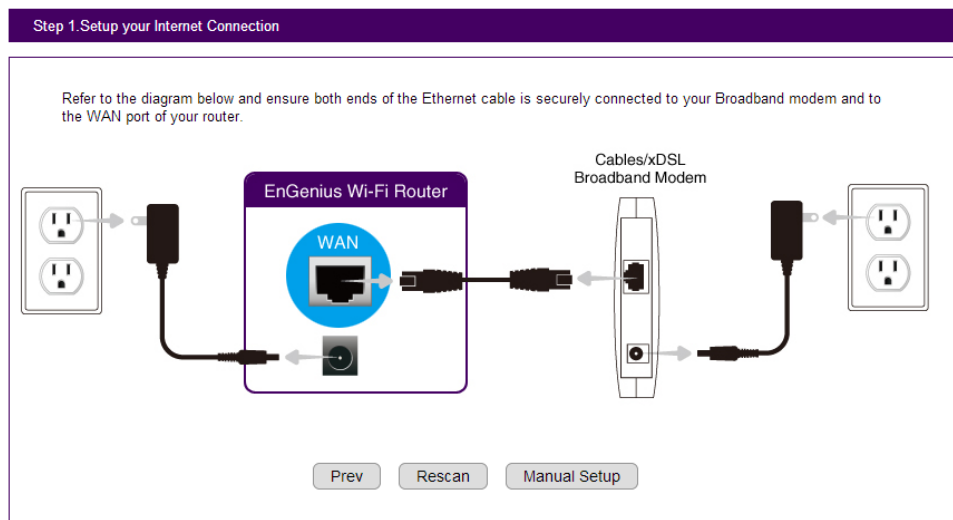 Step 1.Setup your Internet Connection
Refer to the diagram below and ensure both ends of the Ethernet cable is securely connected to your Broadband modem and to
the WAN port of your router.
Cables/xDSL
Broadband Modem
EnGenius Wi-Fi Router
WAN
Prev
Rescan
Manual Setup